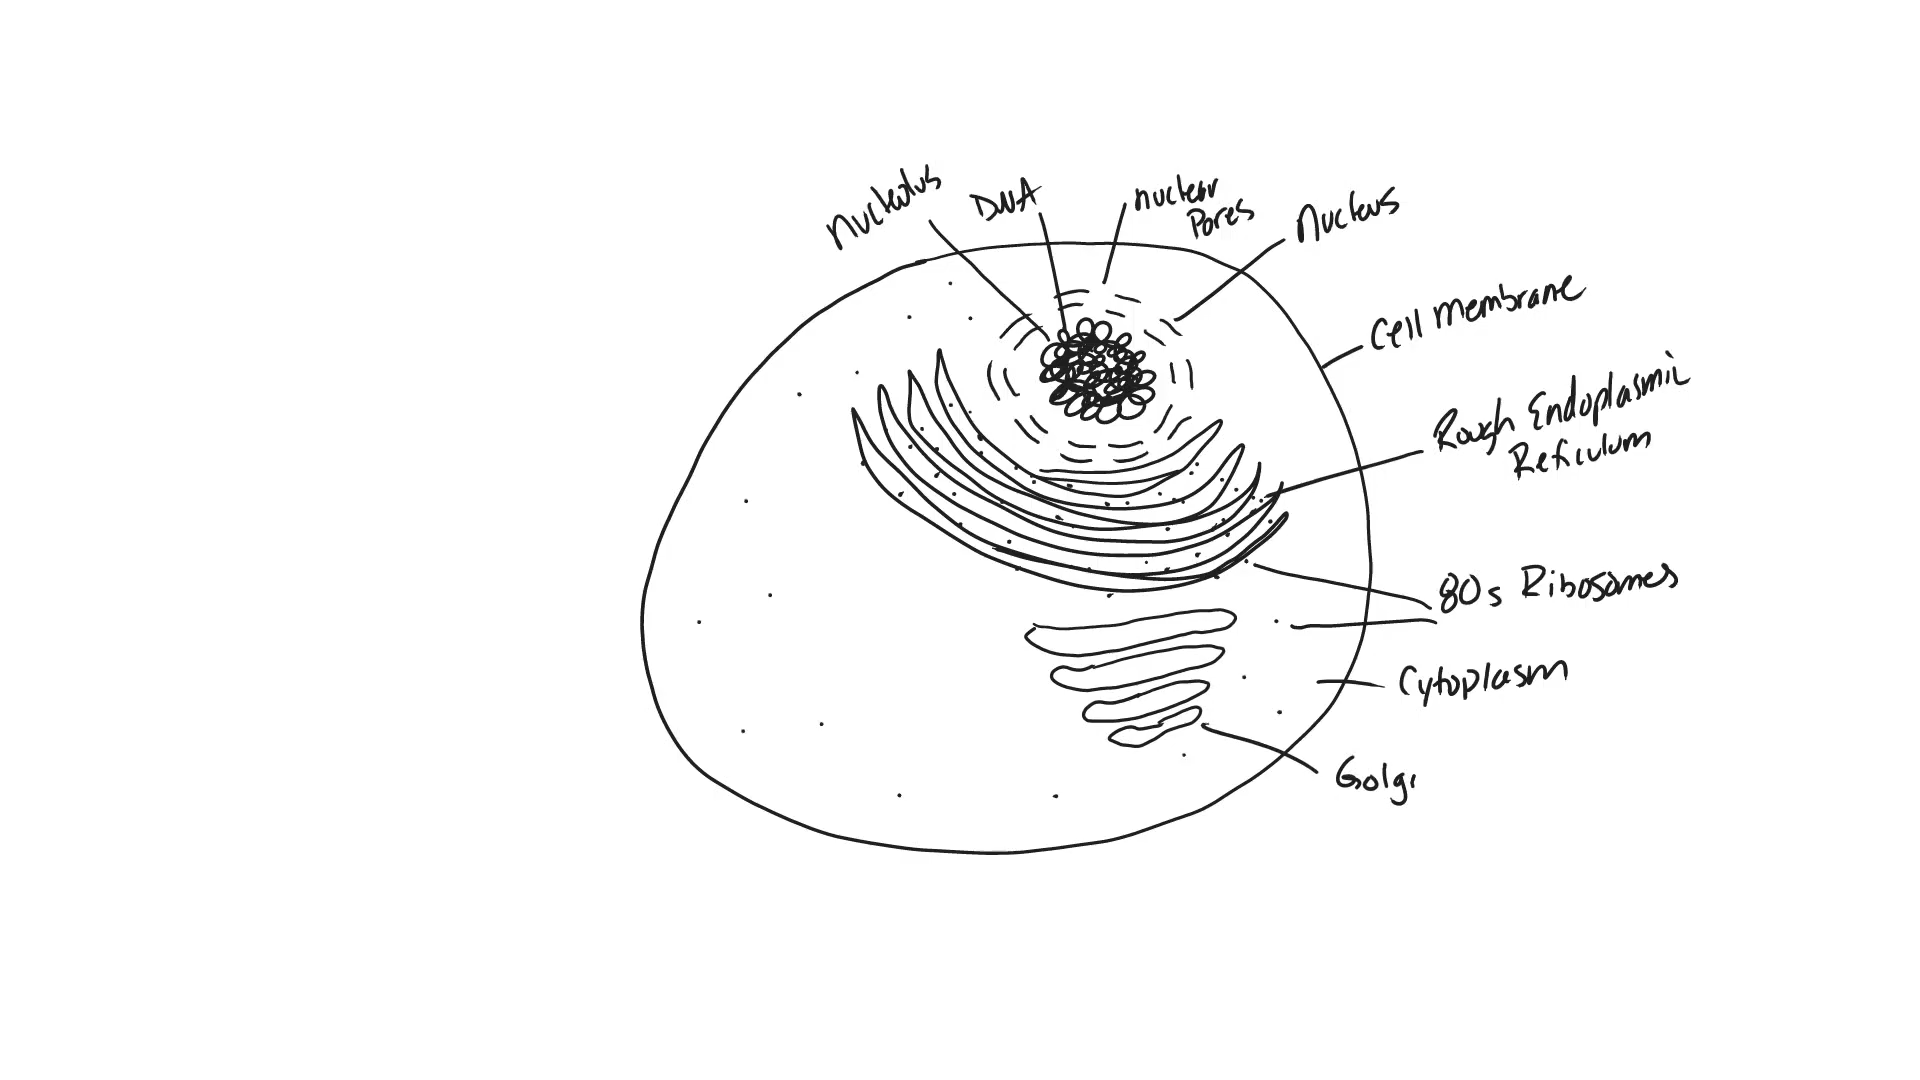 Nucleolus
DNA
nuclear
Pores
Nucleus
Cell Membrane
Rough Endoplasmic
Reticulum
80s Ribosomes
Cytoplasm
Golgi